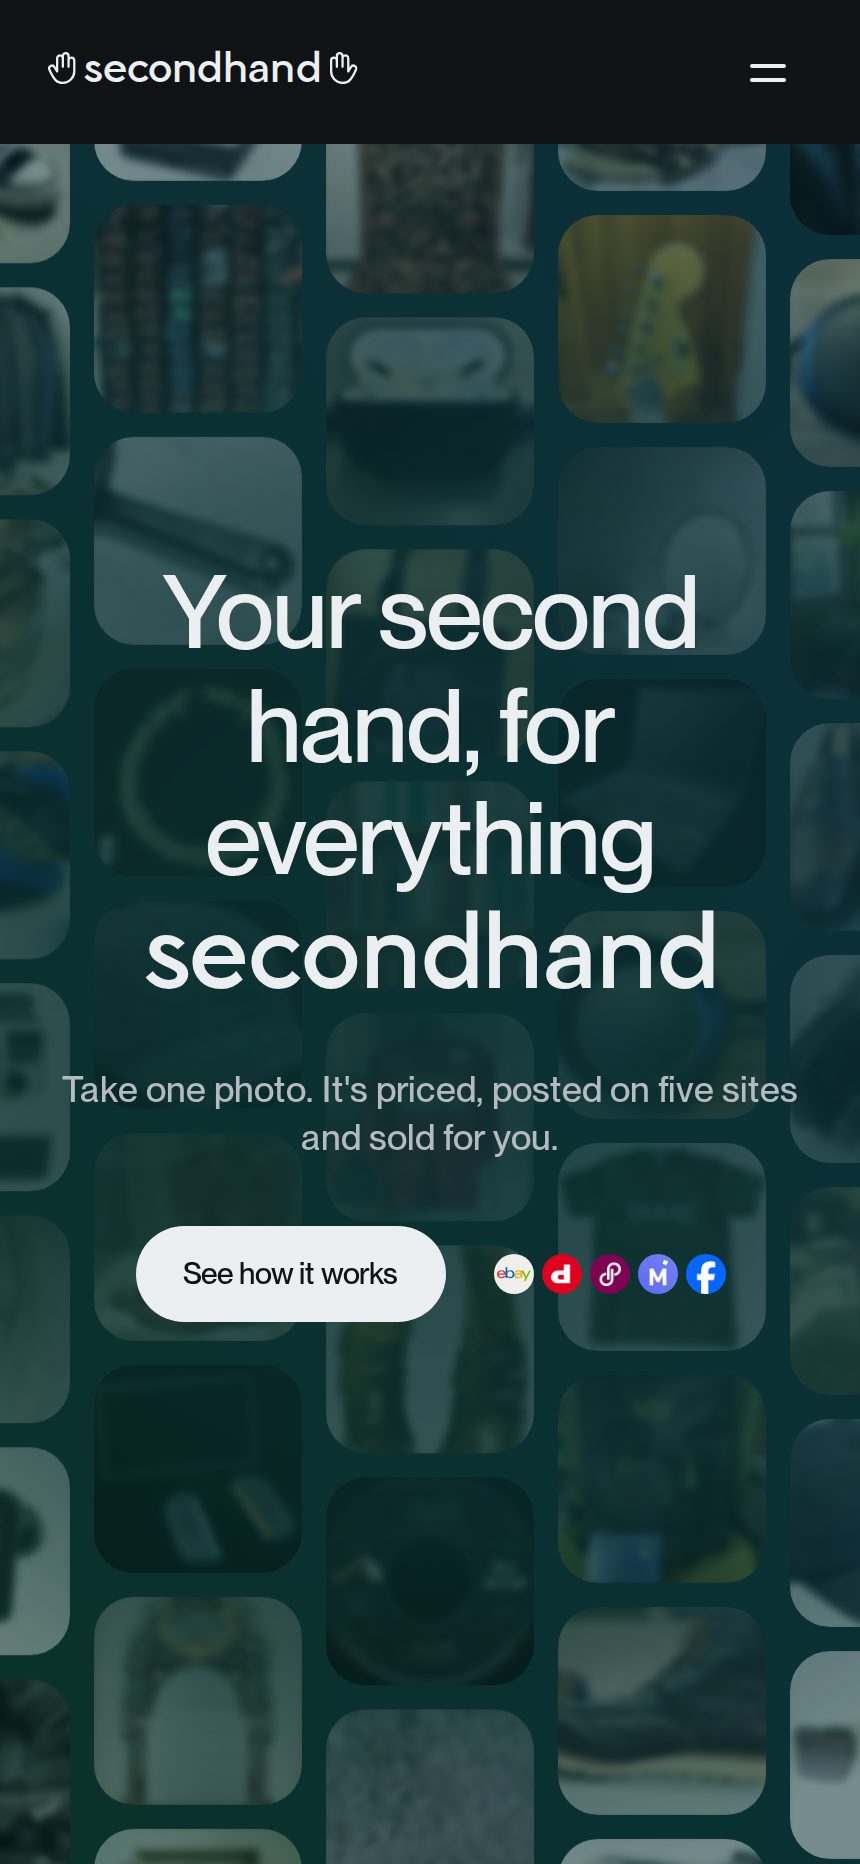 secondhand
Your second
hand, for
everything
secondhand
Take one photo. It's priced, posted on five sites
and sold for you.
See how it works
ebay